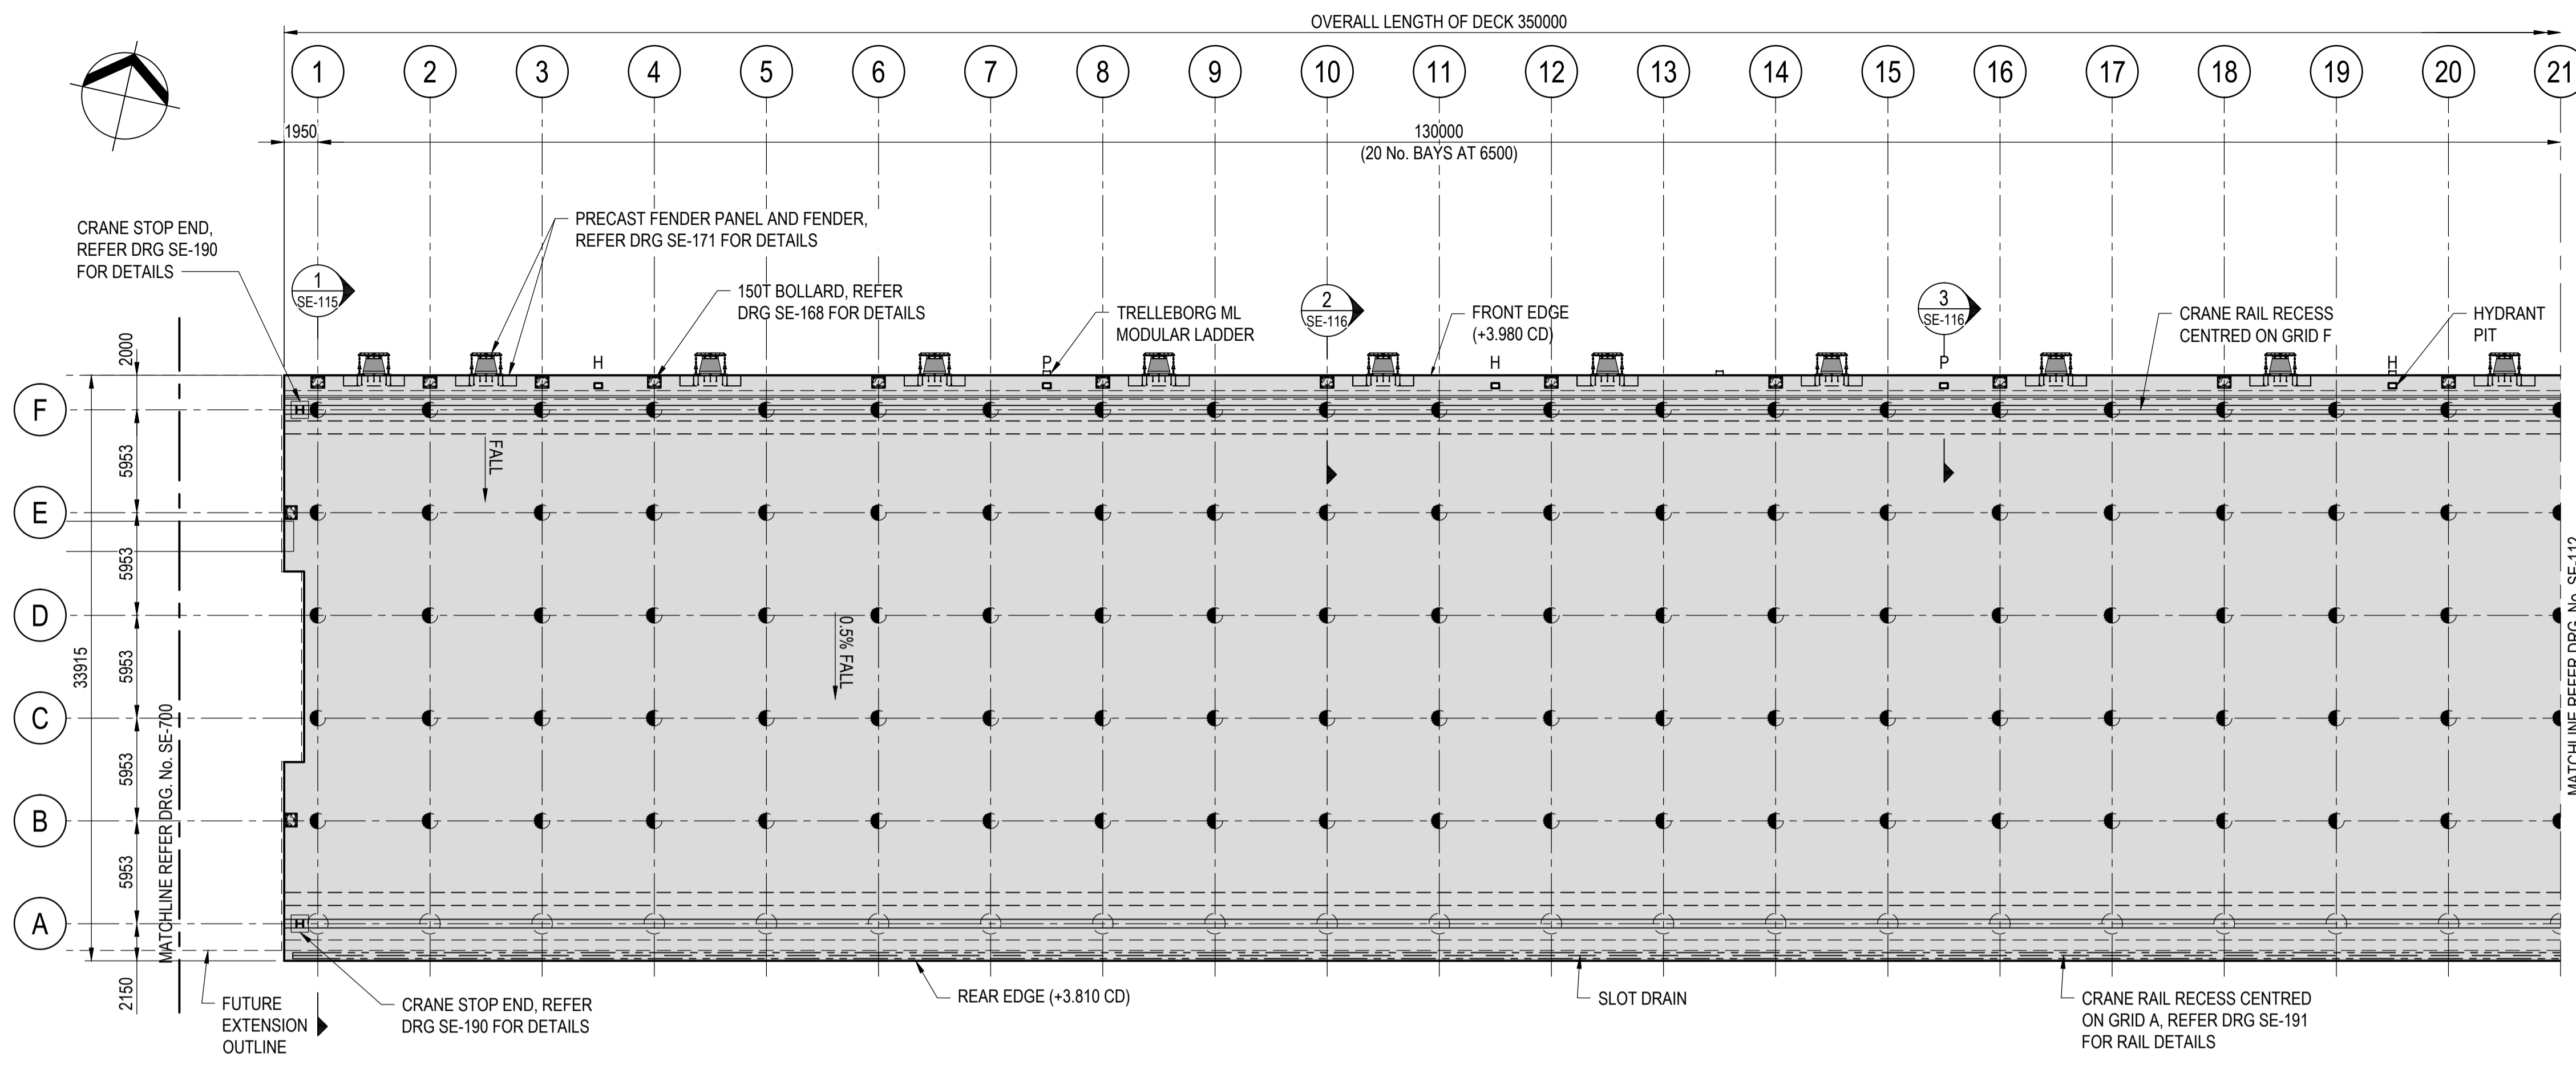 OVERALL LENGTH OF DECK 350000
1
2
3
4
5
6
7
8
9
10
11
12
13
14
15
16
17
18
19
20
21
1950
130000
(20 No. BAYS AT 6500)
CRANE STOP END,
REFER DRG SE-190
FOR DETAILS
PRECAST FENDER PANEL AND FENDER,
REFER DRG SE-171 FOR DETAILS
1
SE-115
150T BOLLARD, REFER
DRG SE-168 FOR DETAILS
TRELLEBORG ML
MODULAR LADDER
2
SE-116
FRONT EDGE
(+3.980 CD)
3
SE-116
CRANE RAIL RECESS
CENTRED ON GRID F
HYDRANT
PIT
2000
H
P
H
P
H
F
H
5953
FALL
E
5953
D
0.5% FALL
5953
33915
C
5953
B
5953
A
H
2150
MATCHLINE REFER DRG. No. SE-700
MATCHLINE REFER DRG. No. SE-112
FUTURE
EXTENSION
OUTLINE
CRANE STOP END, REFER
DRG SE-190 FOR DETAILS
REAR EDGE (+3.810 CD)
SLOT DRAIN
CRANE RAIL RECESS CENTRED
ON GRID A, REFER DRG SE-191
FOR RAIL DETAILS